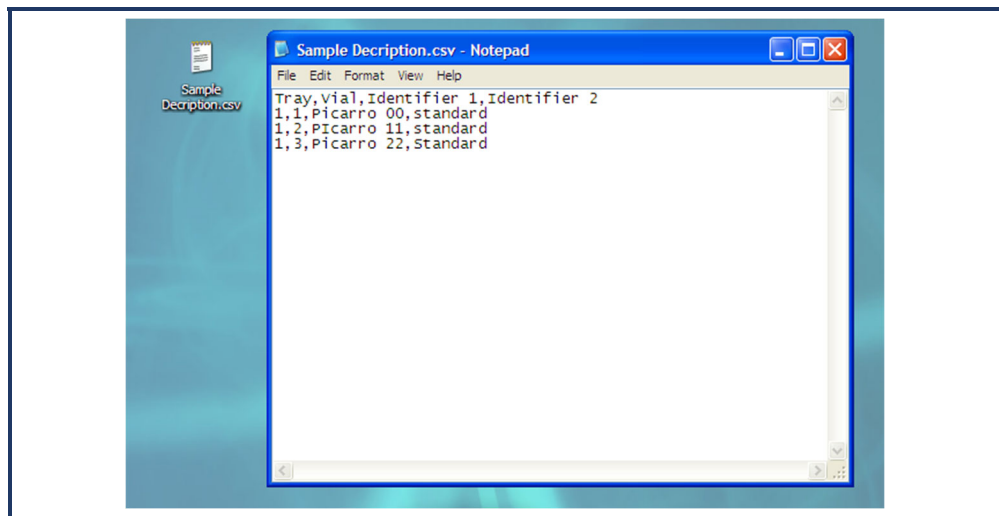 Sample
Decription.csv
Sample Decription.csv - Notepad
File Edit Format View Help
Tray,Vial,Identifier 1,Identifier 2
1,1,Picarro 00,standard
1,2,PIcarro 11,standard
1,3,Picarro 22,Standard